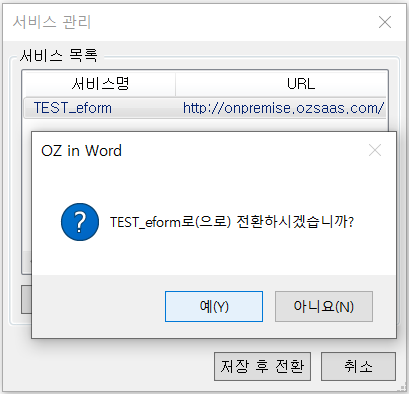 서비스 관리
서비스 목록
서비스명 URL
TEST_eform http://onpremise.ozsaas.com/
OZ in Word
TEST_eform로(으로) 전환하시겠습니까?
예(Y) 아니요(N)
저장 후 전환 취소